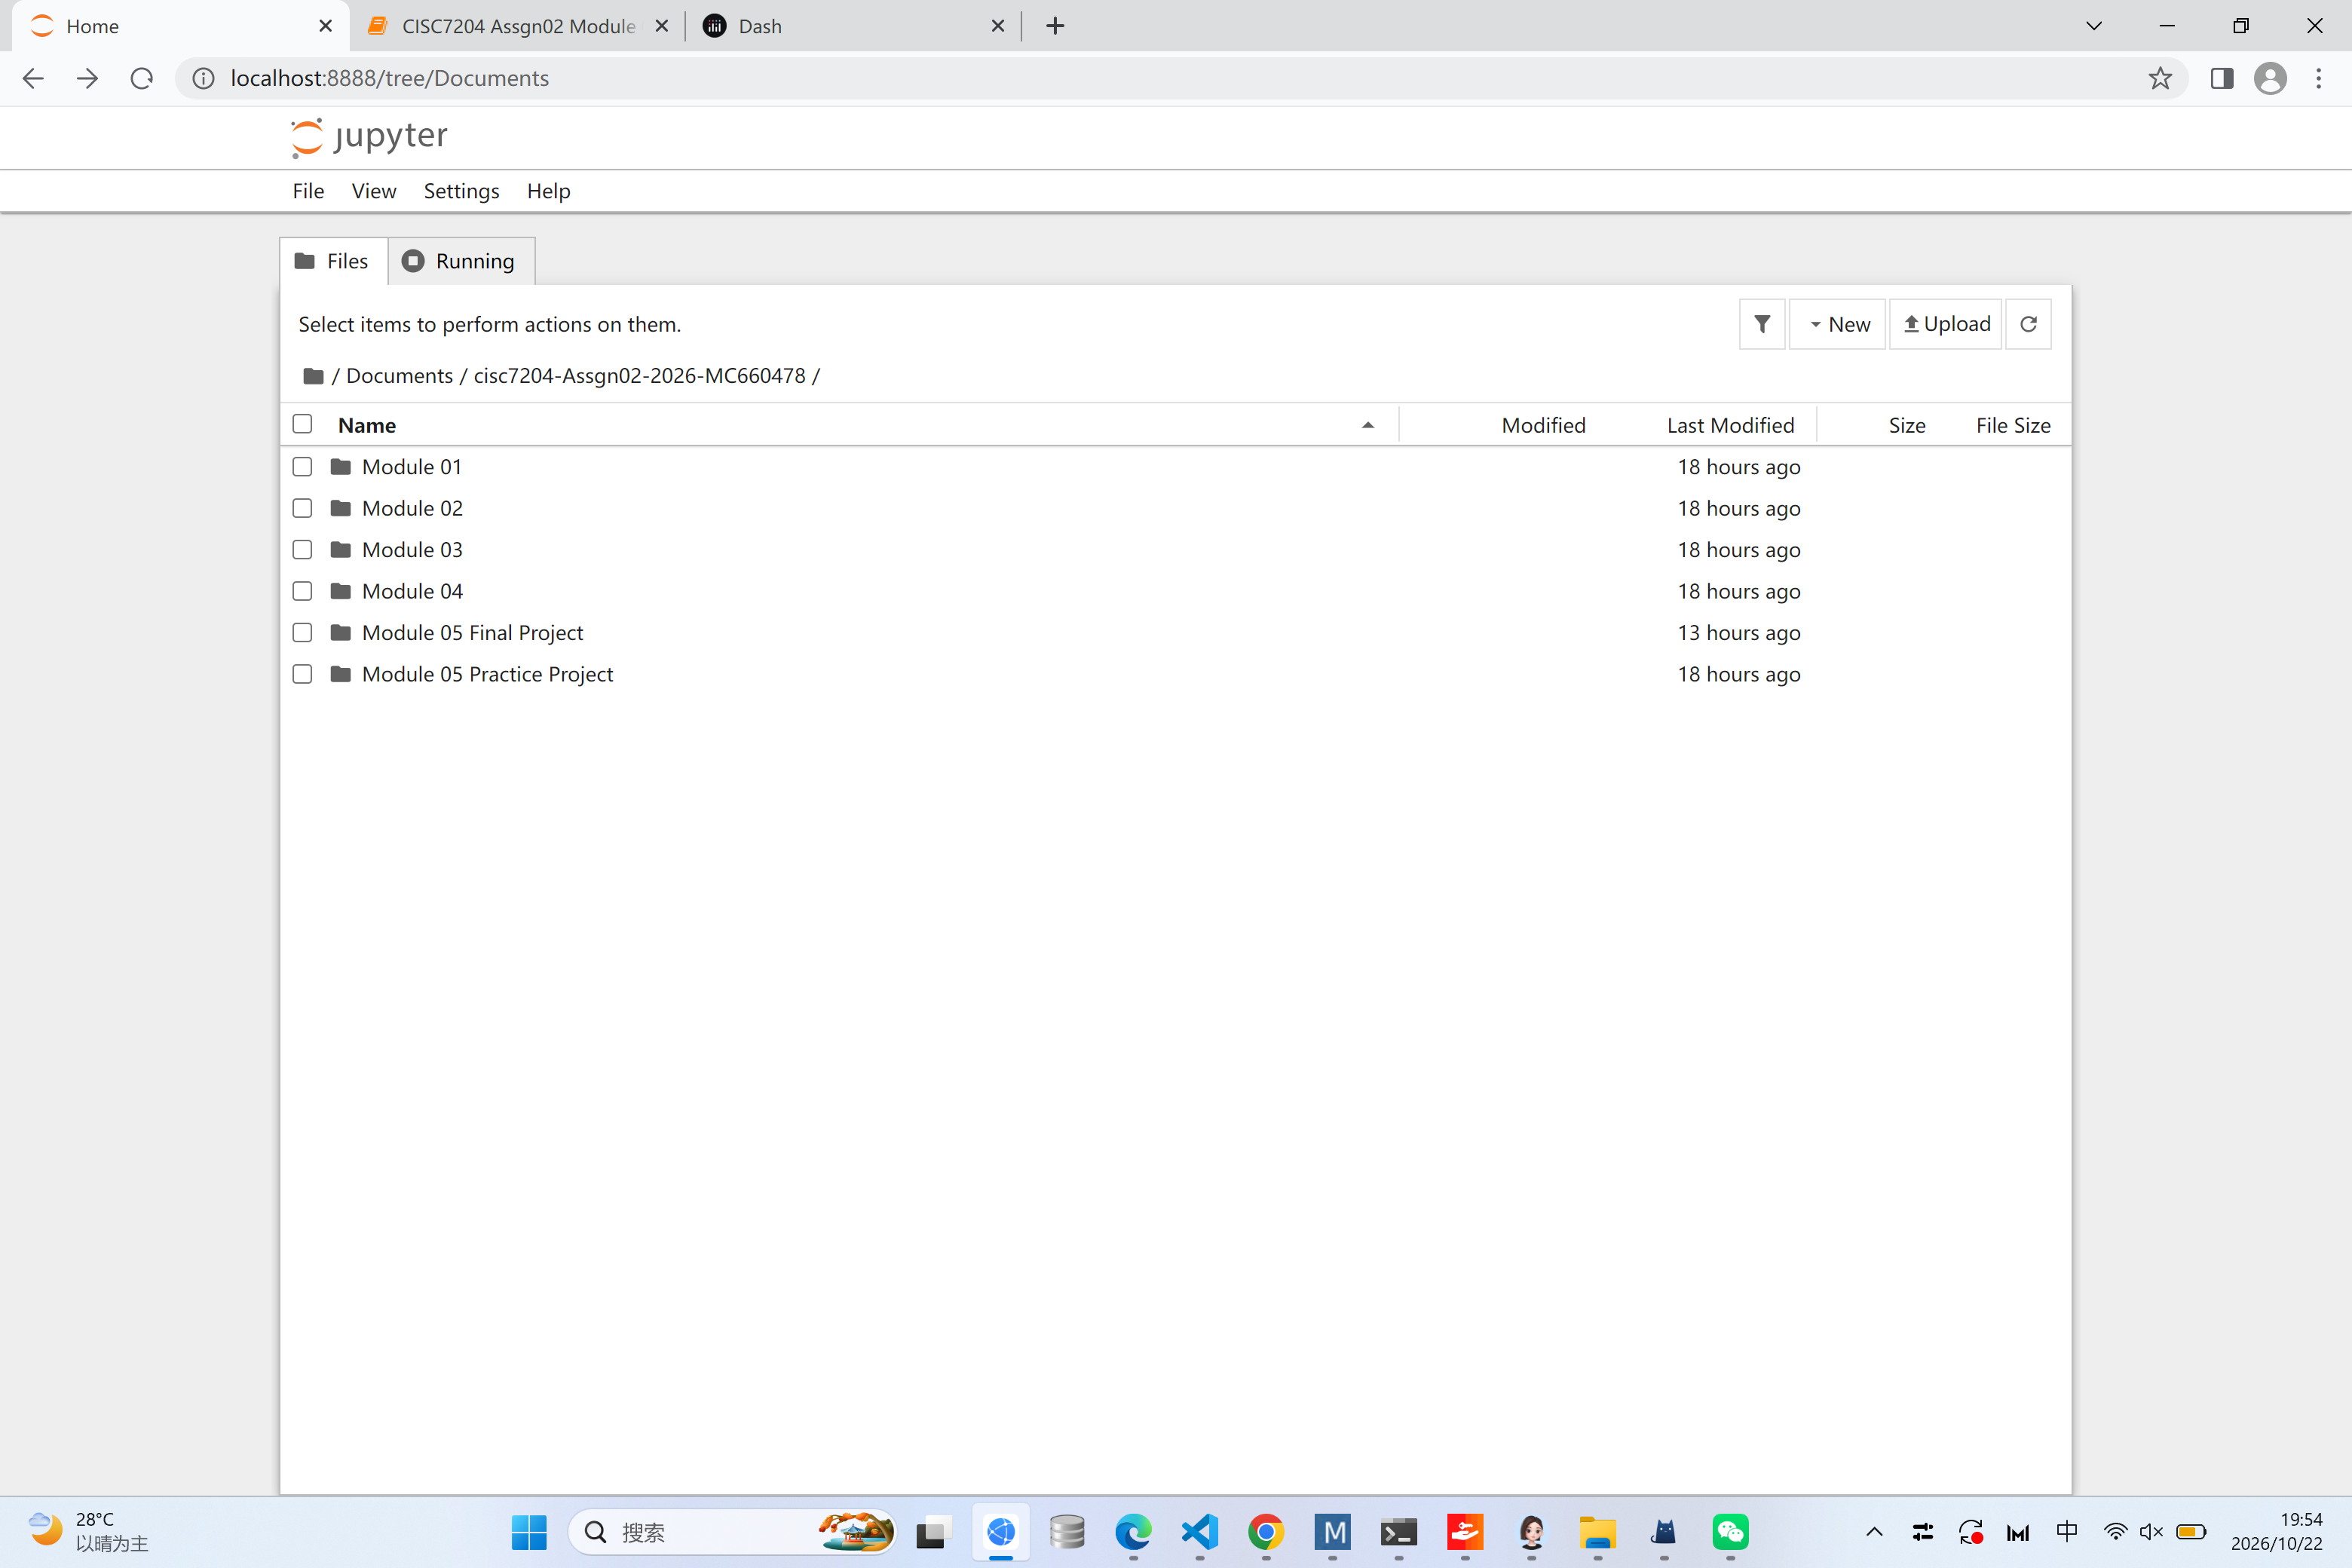 Home
CISC7204 Assgn02 Module
Dash
localhost:8888/tree/Documents
jupyter
File View Settings Help
Files Running
Select items to perform actions on them.
New Upload
/ Documents / cisc7204-Assgn02-2026-MC660478 /
Name Modified Last Modified Size File Size
Module 01 18 hours ago
Module 02 18 hours ago
Module 03 18 hours ago
Module 04 18 hours ago
Module 05 Final Project 13 hours ago
Module 05 Practice Project 18 hours ago
28°C
以晴为主
搜索
M
中
19:54
2026/10/22